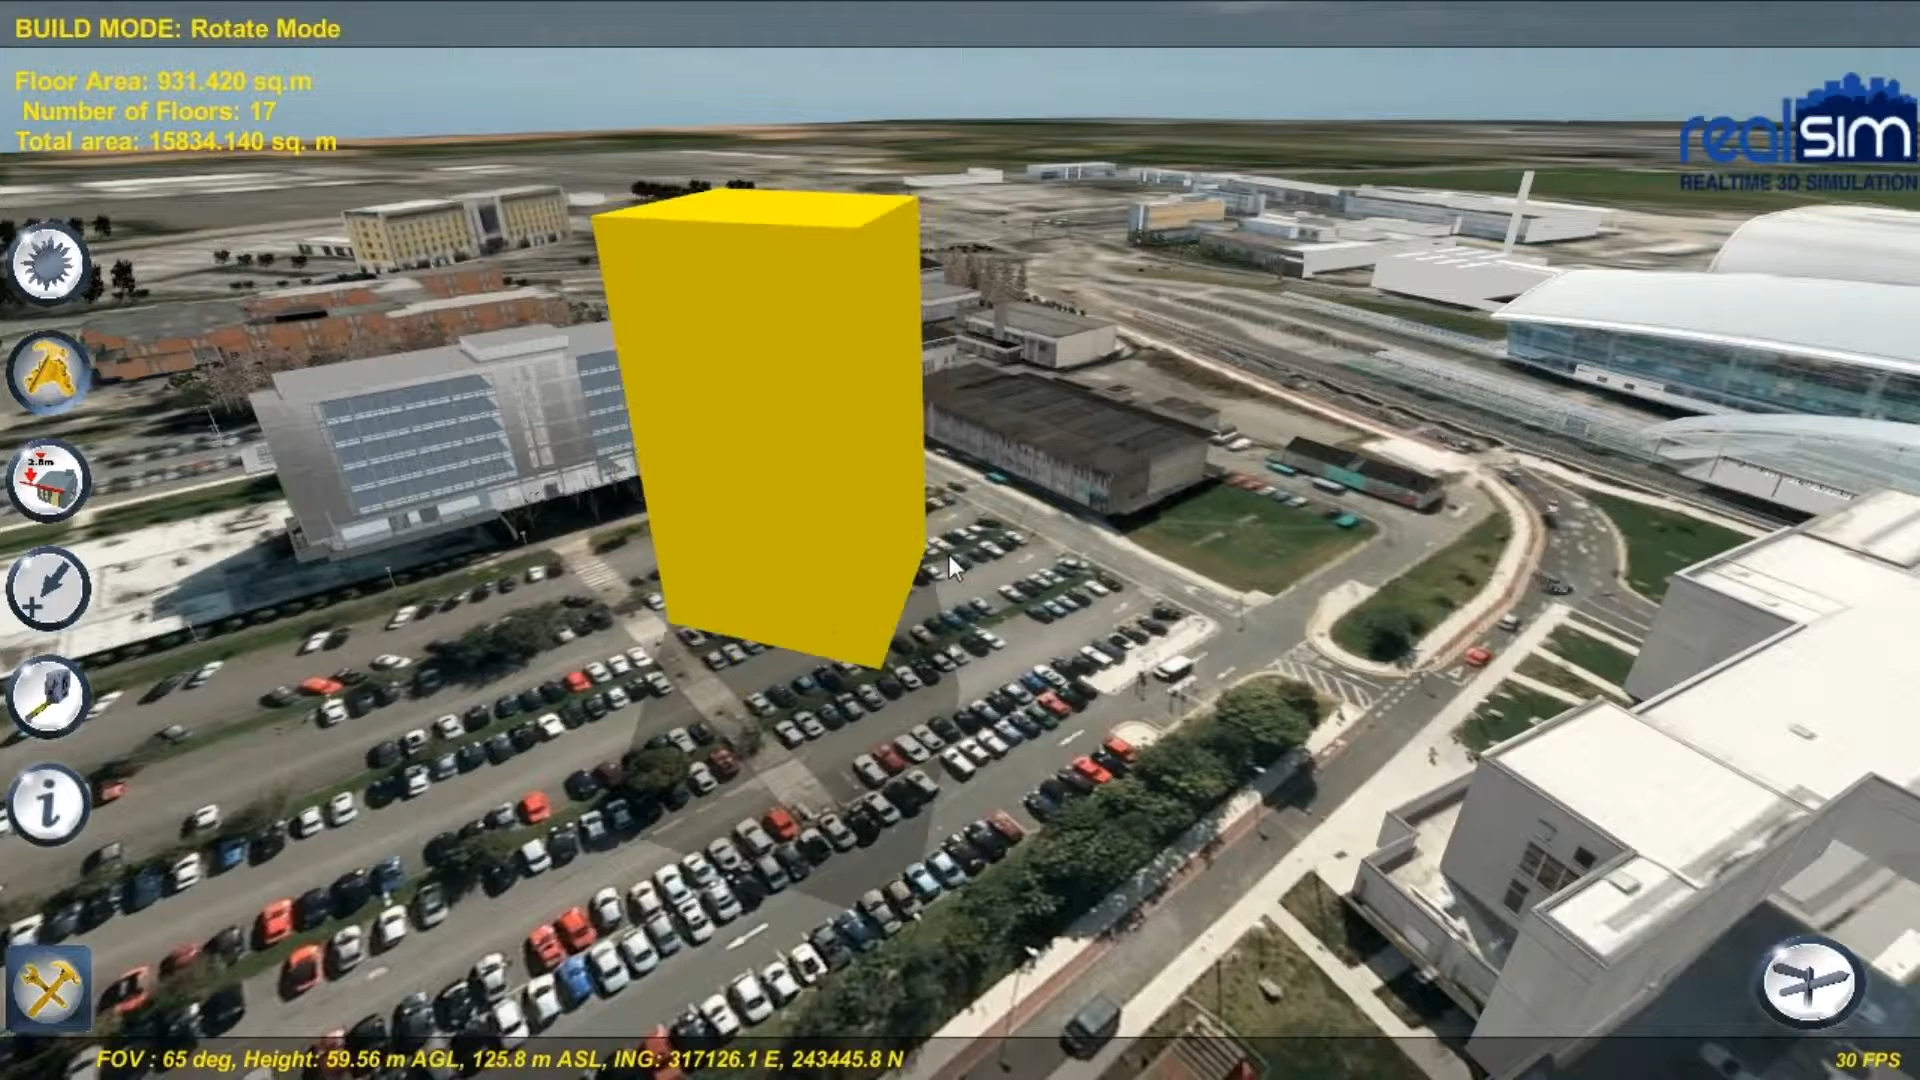 BUILD MODE: Rotate Mode
Floor Area: 931.420 sq.m
Number of Floors: 17
Total area: 15834.140 sq. m
realsim
REALTIME 3D SIMULATION
2.8m
FOV : 65 deg, Height: 59.56 m AGL, 125.8 m ASL, ING: 317126.1 E, 243445.8 N
30 FPS